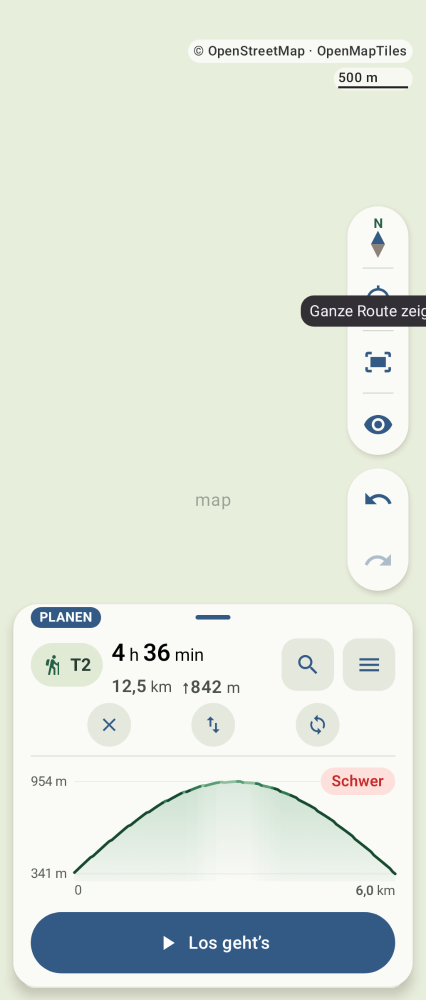 © OpenStreetMap · OpenMapTiles
500 m
N
Ganze Route zeig
map
PLANEN
T2
4 h 36 min
12,5 km ↑842 m
954 m
Schwer
341 m
0
6,0 km
Los geht's